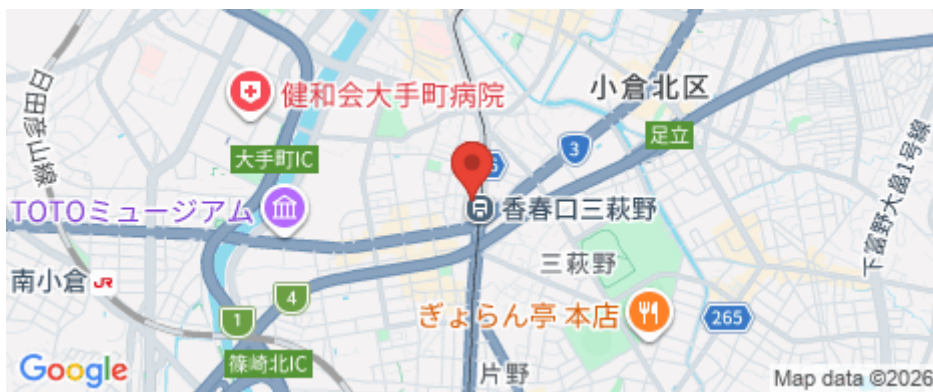 日田彦山線
健和会大手町病院
小倉北区
3
足立
大手町IC
TOTOミュージアム
香春口三萩野
下富野大畠1号線
三萩野
南小倉 JR
4
1
ぎょらん亭 本店
265
篠崎北IC
片野
Google
Map data ©2026